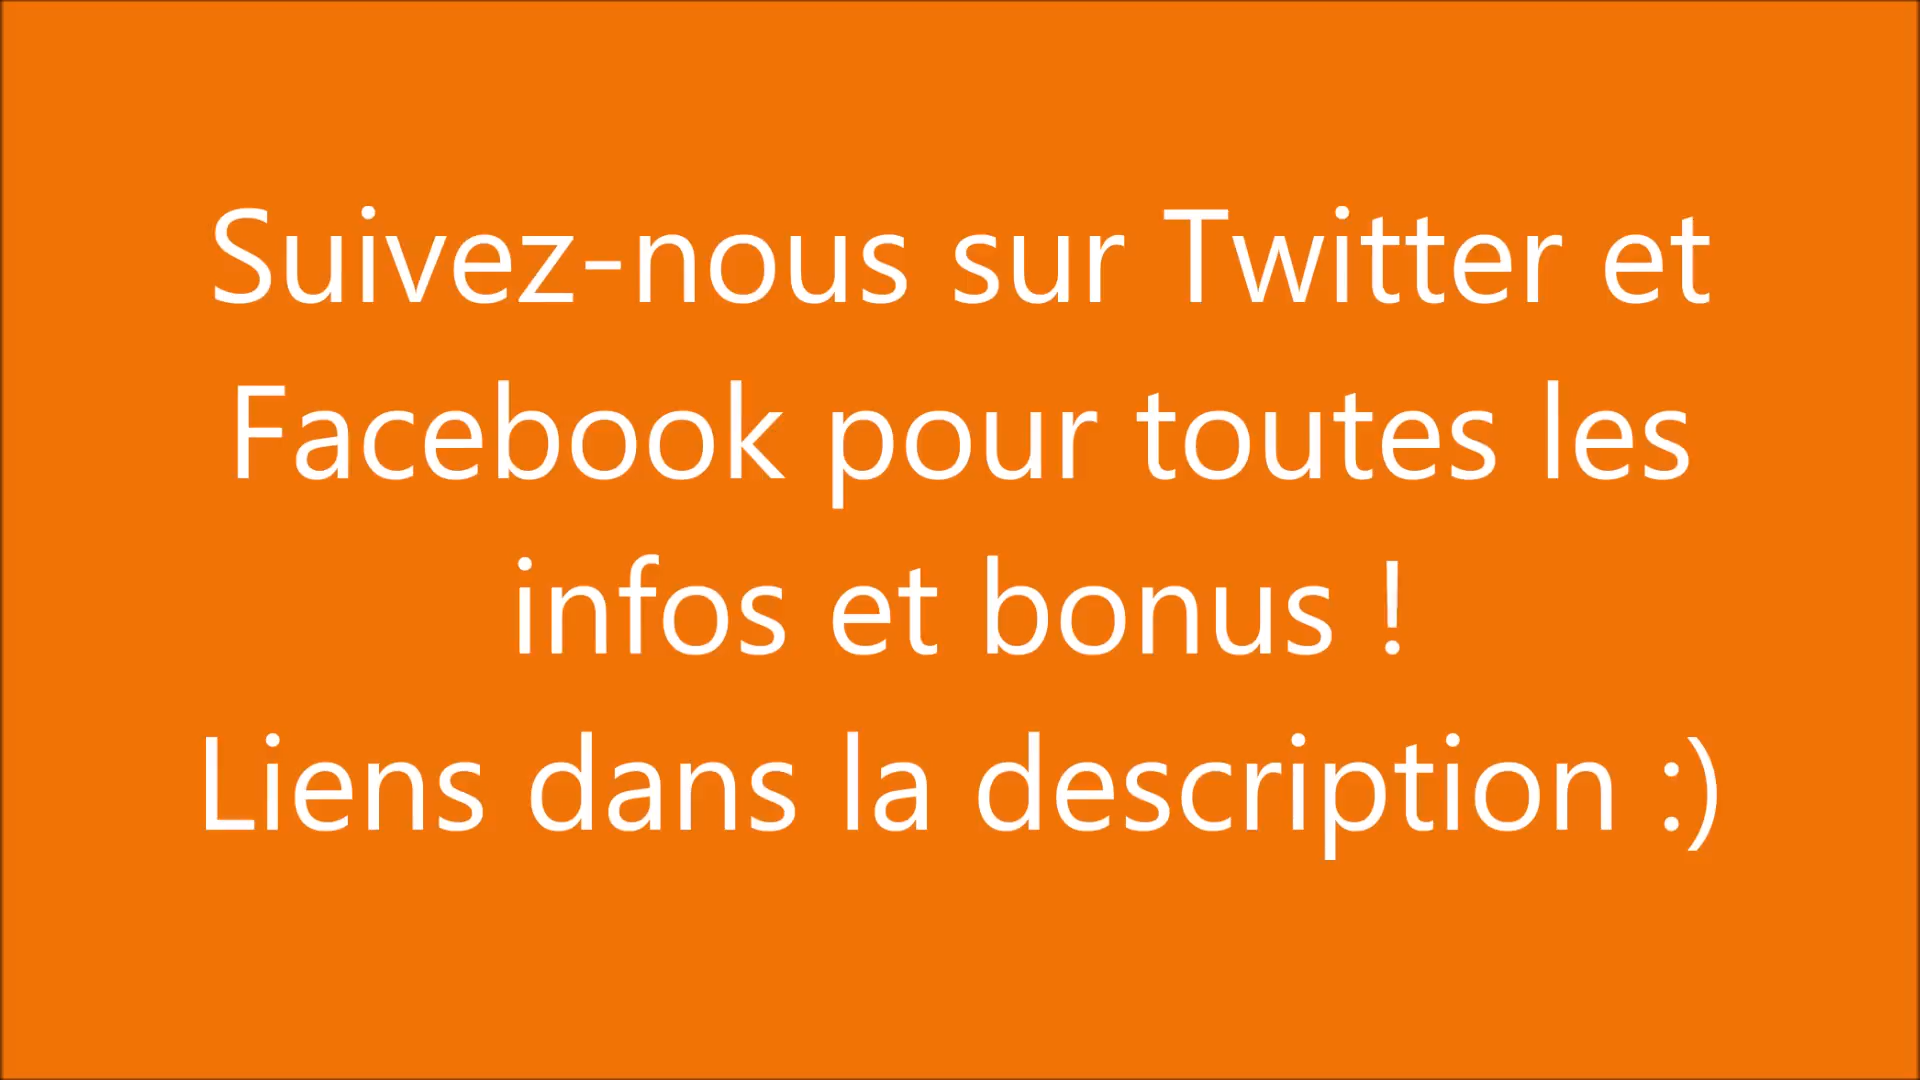 Suivez-nous sur Twitter et
Facebook pour toutes les
infos et bonus !
Liens dans la description :)